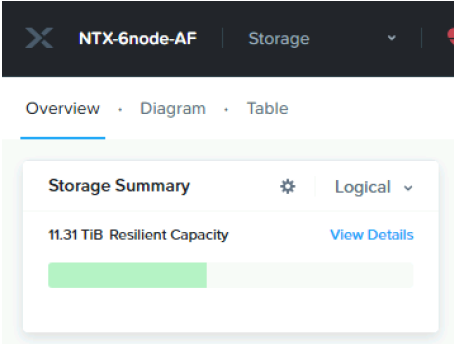 NTX-6node-AF Storage
Overview · Diagram · Table
Storage Summary Logical
11.31 TiB Resilient Capacity View Details